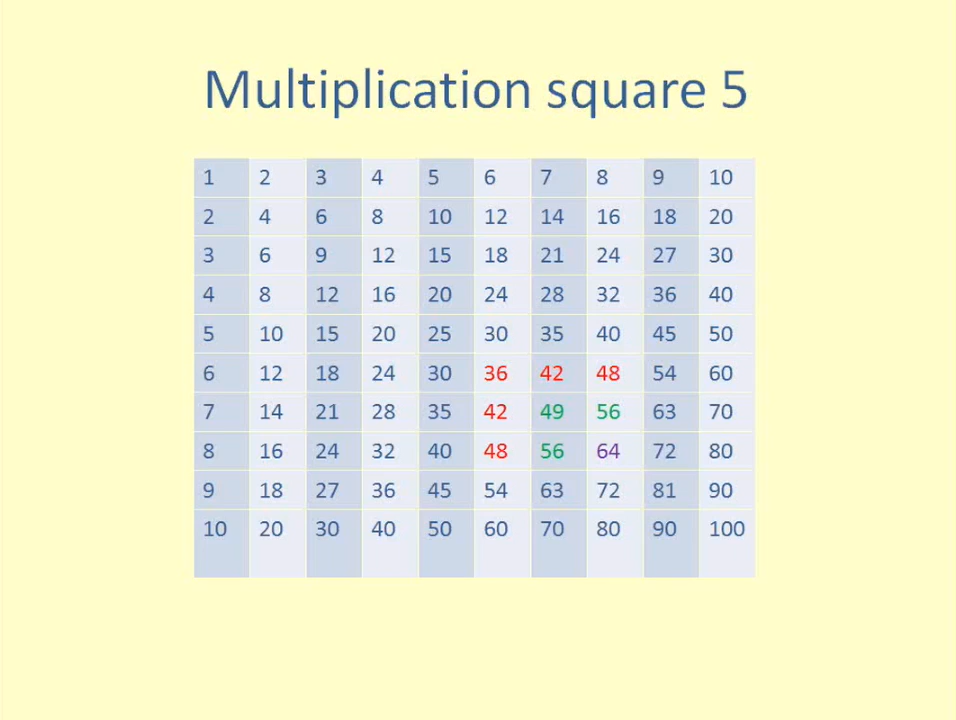 Multiplication square 5
1 2 3 4 5 6 7 8 9 10
2 4 6 8 10 12 14 16 18 20
3 6 9 12 15 18 21 24 27 30
4 8 12 16 20 24 28 32 36 40
5 10 15 20 25 30 35 40 45 50
6 12 18 24 30 36 42 48 54 60
7 14 21 28 35 42 49 56 63 70
8 16 24 32 40 48 56 64 72 80
9 18 27 36 45 54 63 72 81 90
10 20 30 40 50 60 70 80 90 100